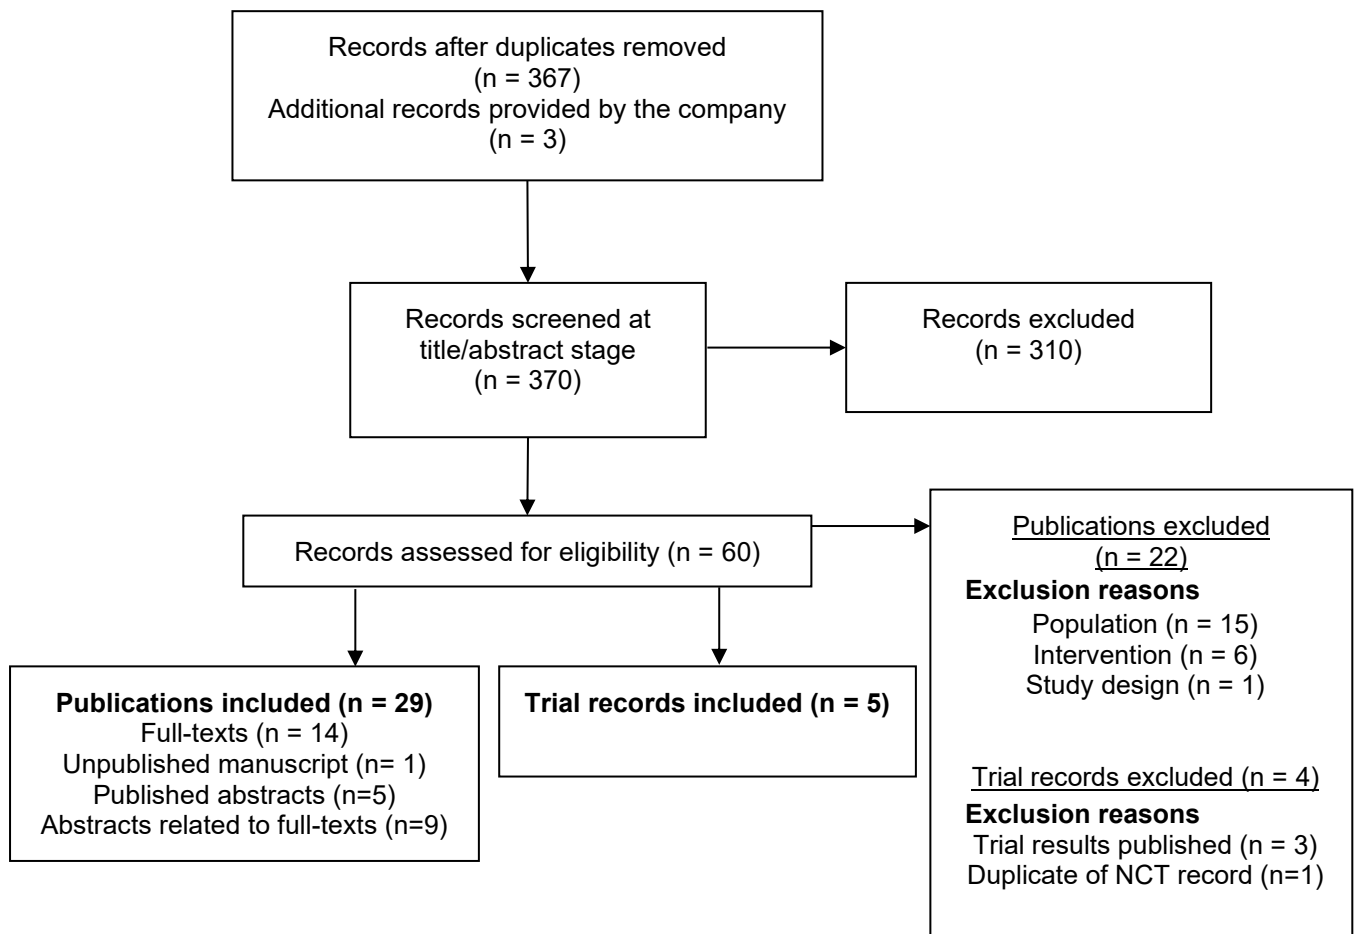 Records after duplicates removed
(n = 367)
Additional records provided by the company
(n = 3)
Records screened at
title/abstract stage
(n = 370)
Records excluded
(n = 310)
Records assessed for eligibility (n = 60)
Publications excluded
(n = 22)
Exclusion reasons
Population (n = 15)
Intervention (n = 6)
Study design (n = 1)
Trial records excluded (n = 4)
Exclusion reasons
Trial results published (n = 3)
Duplicate of NCT record (n=1)
Publications included (n = 29)
Full-texts (n = 14)
Unpublished manuscript (n= 1)
Published abstracts (n=5)
Abstracts related to full-texts (n=9)
Trial records included (n = 5)